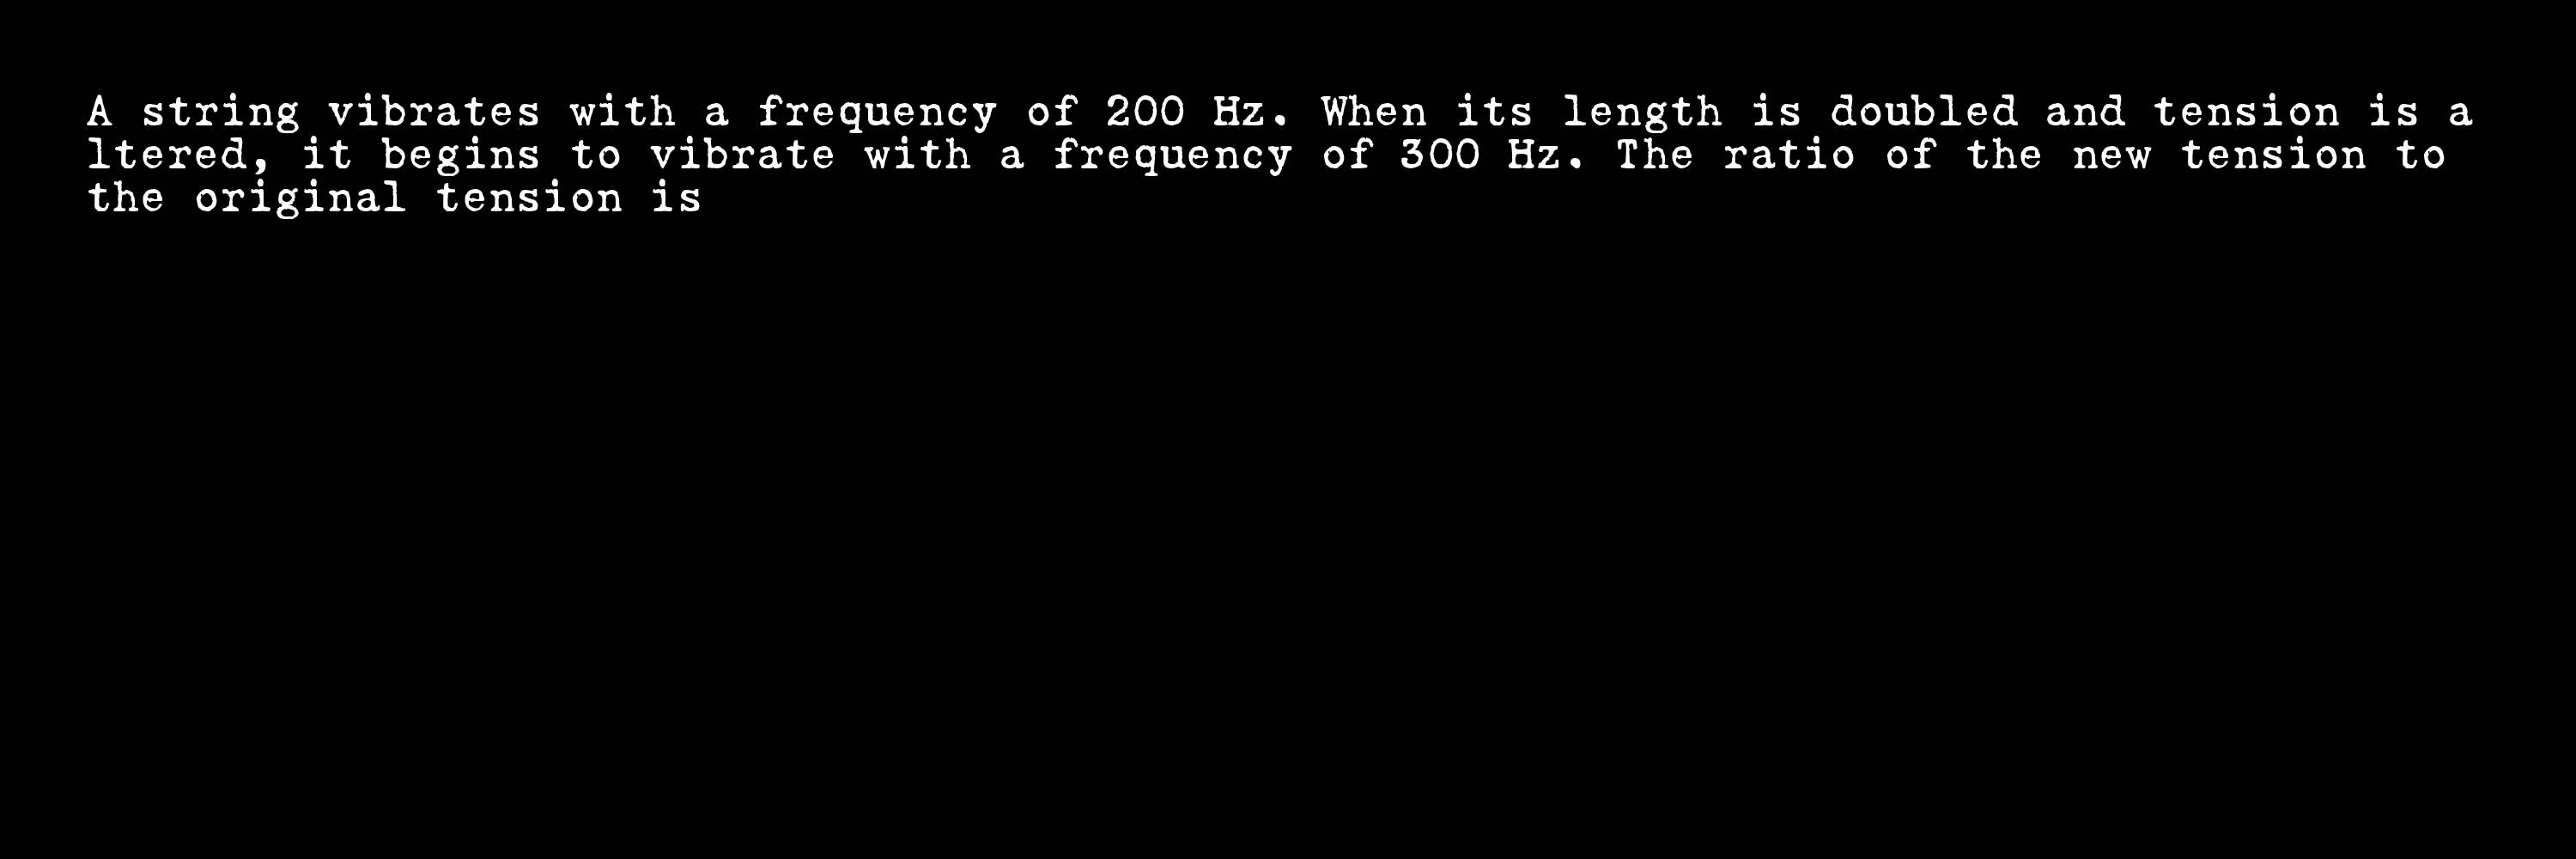 A string vibrates with a frequency of 200 Hz. When its length is doubled and tension is a
ltered, it begins to vibrate with a frequency of 300 Hz. The ratio of the new tension to
the original tension is